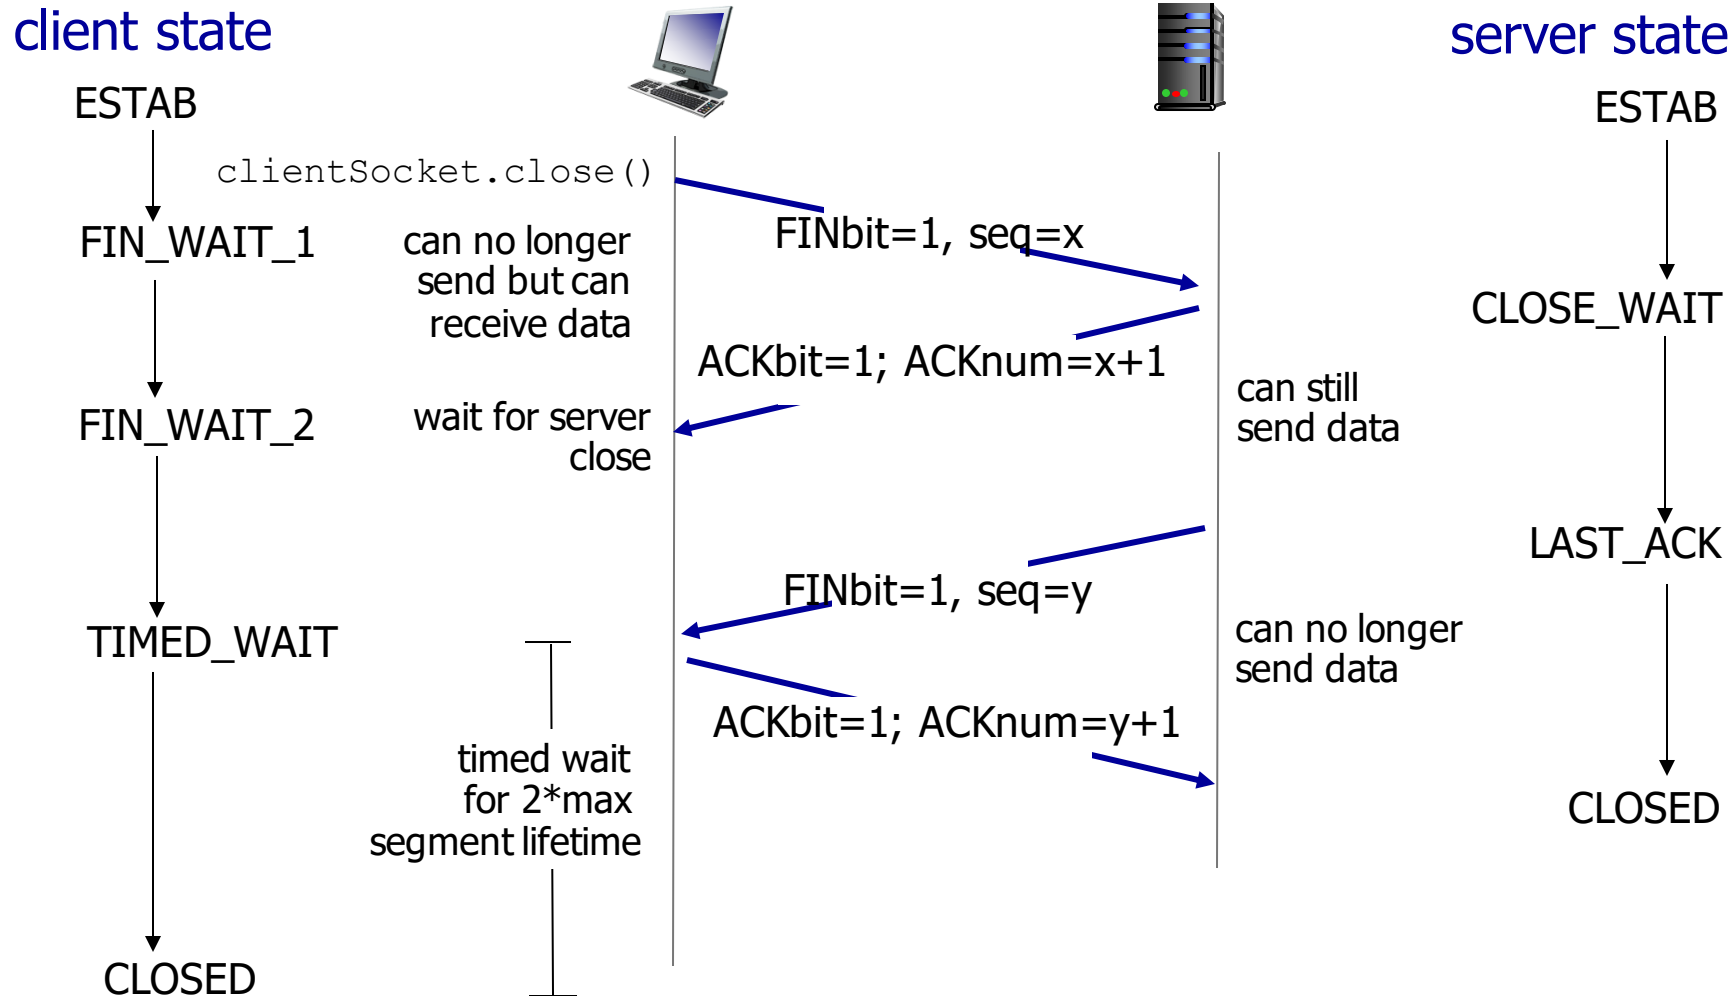 client state
server state
ESTAB
ESTAB
clientSocket.close()
FINbit=1, seq=x
FIN_WAIT_1
can no longer
send but can
receive data
CLOSE_WAIT
ACKbit=1; ACKnum=x+1
can still
send data
FIN_WAIT_2
wait for server
close
LAST_ACK
FINbit=1, seq=y
TIMED_WAIT
can no longer
send data
ACKbit=1; ACKnum=y+1
timed wait
for 2*max
segment lifetime
CLOSED
CLOSED